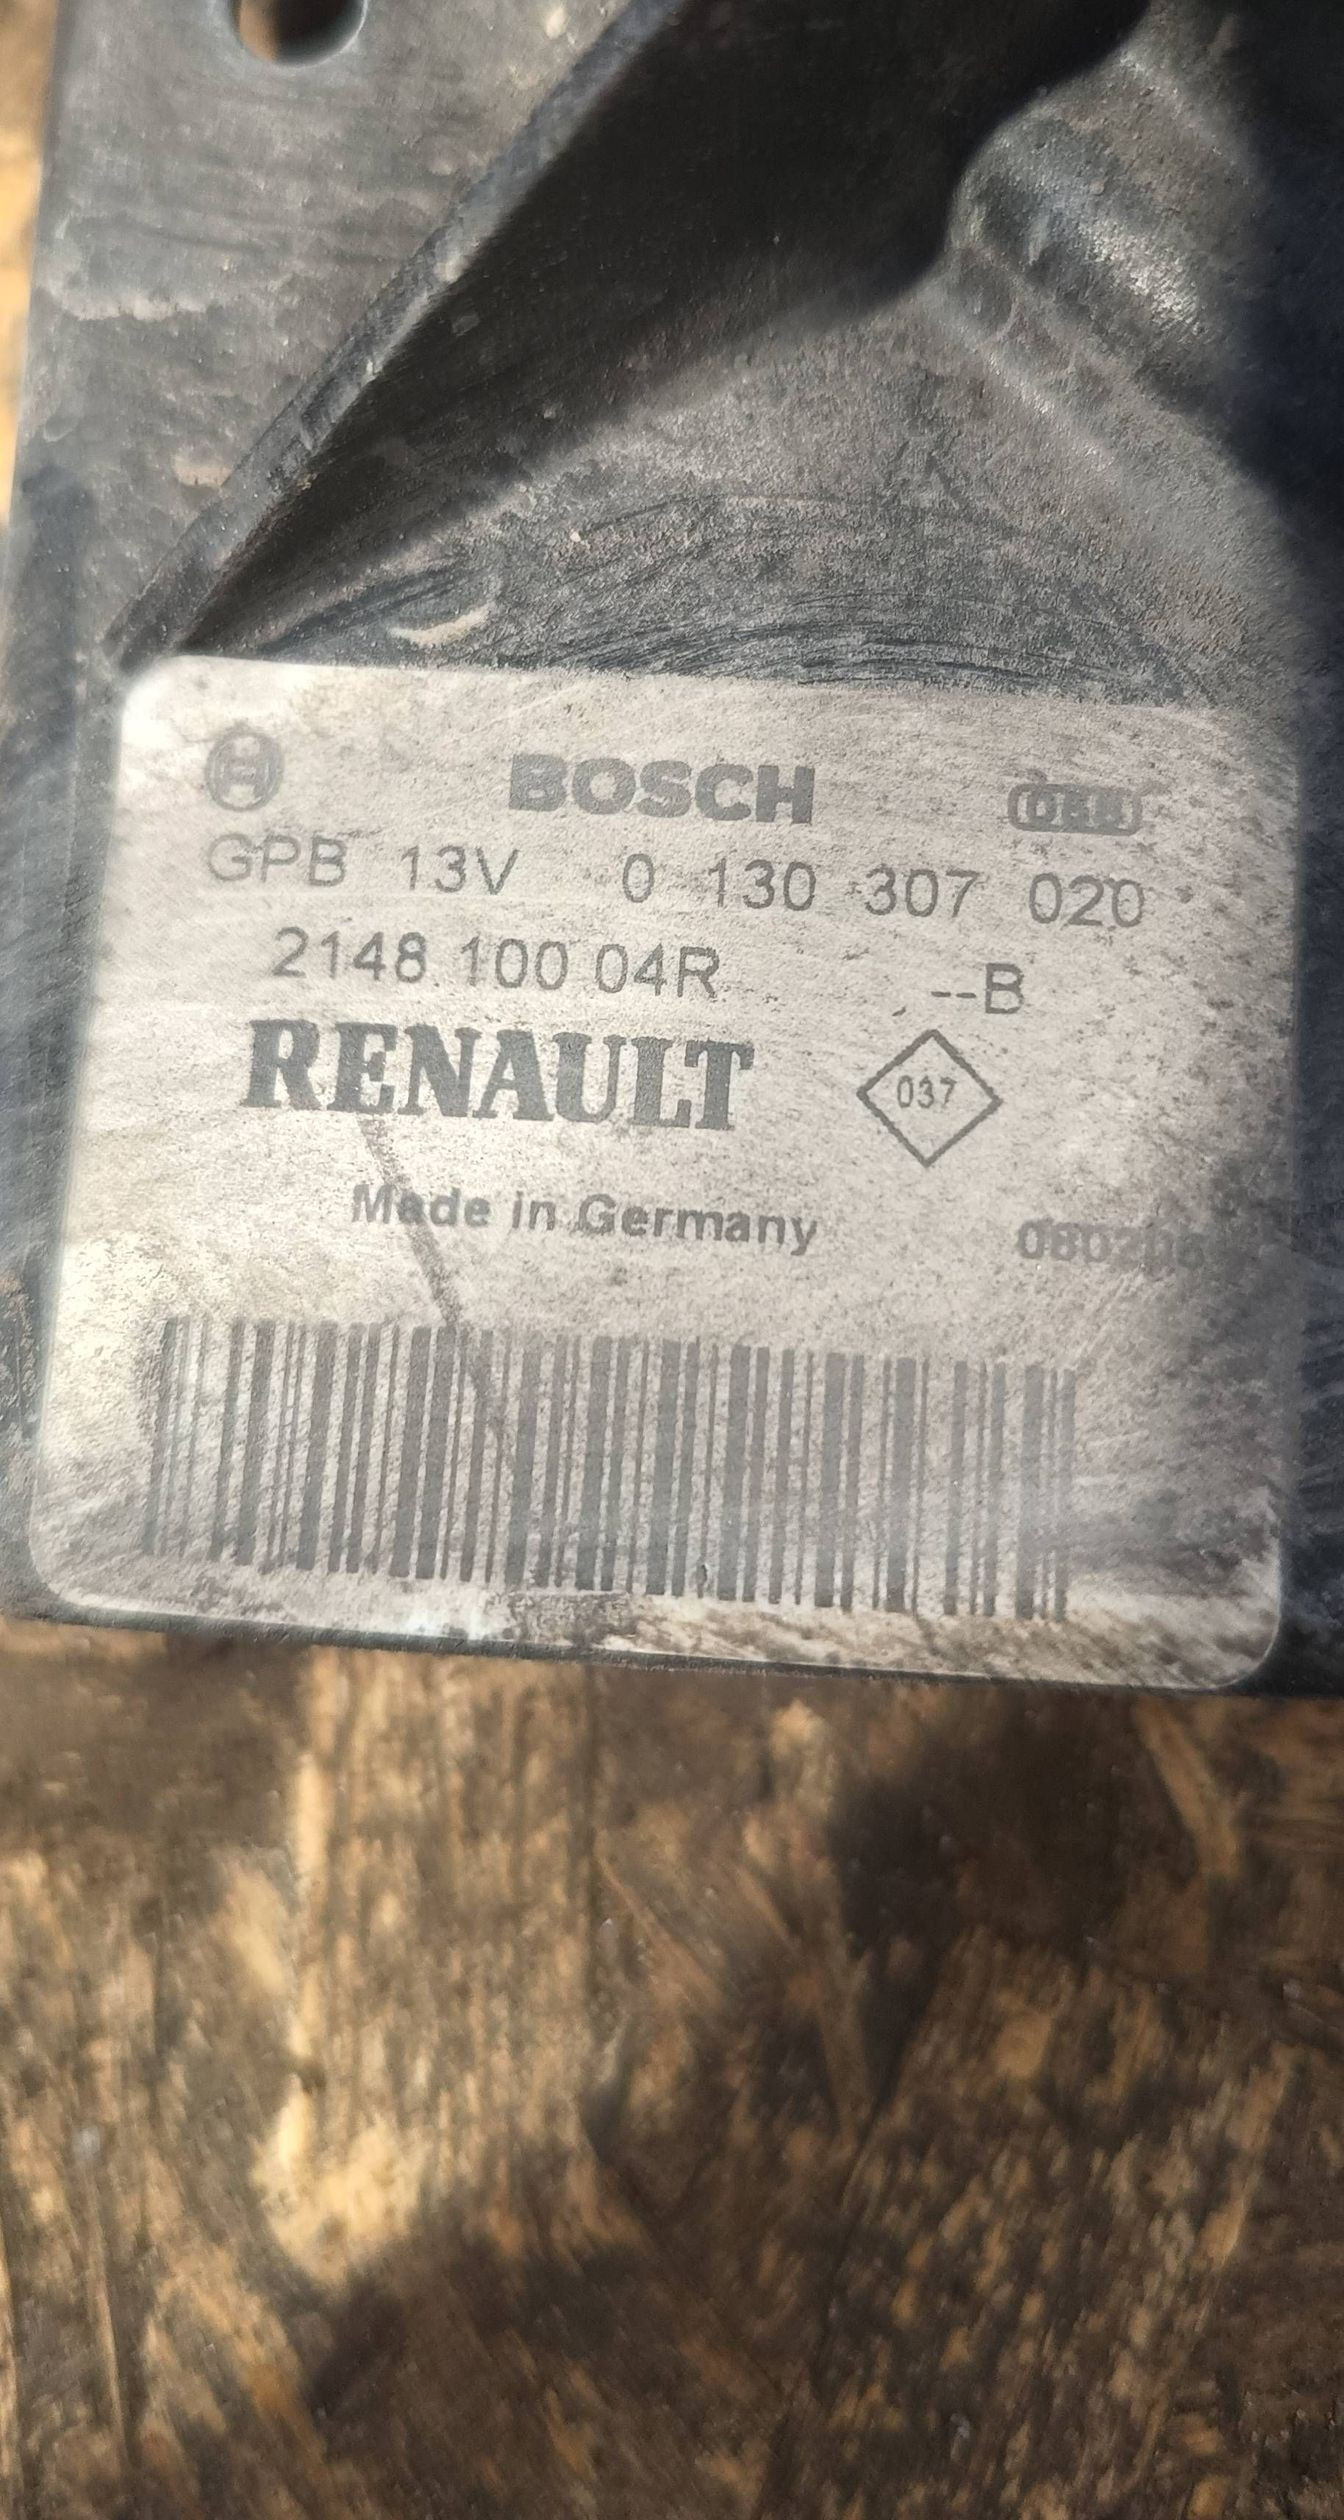 BOSCH
GPB 13V 0 130 307 020
2148 100 04R --B
RENAULT 037
Made in Germany